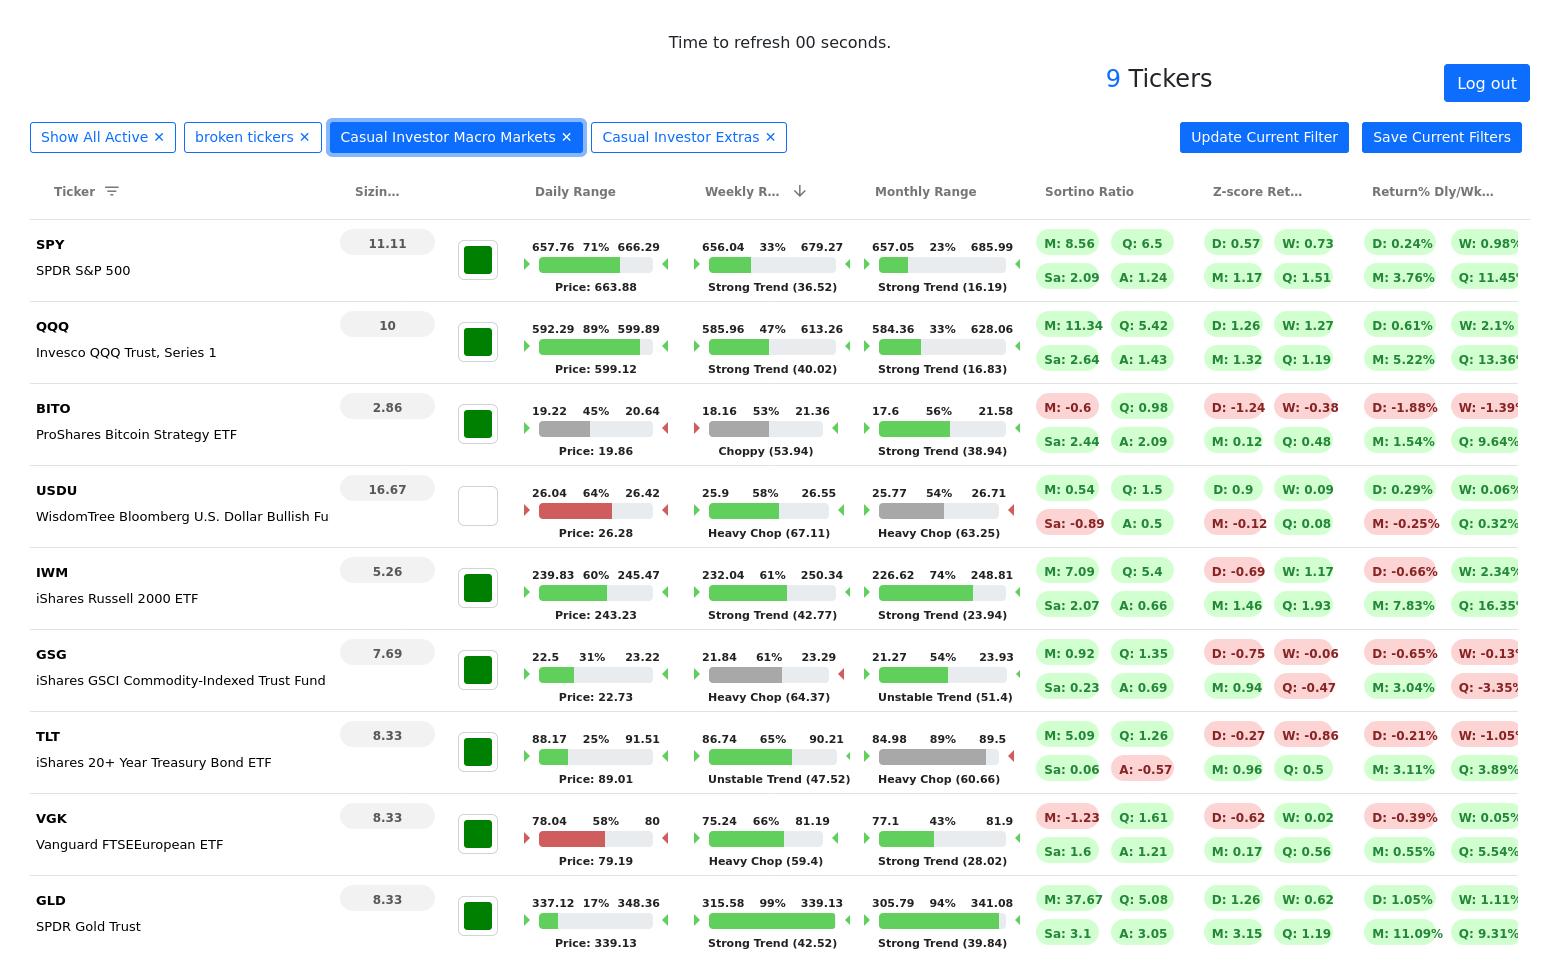 Time to refresh 00 seconds.
9 Tickers
Log out
Show All Active ✕ broken tickers ✕ Casual Investor Macro Markets ✕ Casual Investor Extras ✕ Update Current Filter Save Current Filters
Ticker Sizin... Daily Range Weekly R... Monthly Range Sortino Ratio Z-score Ret... Return% Dly/Wk...
SPY 11.11 657.76 71% 666.29 656.04 33% 679.27 657.05 23% 685.99 M: 8.56 Q: 6.5 D: 0.57 W: 0.73 D: 0.24% W: 0.98%
SPDR S&P 500 Price: 663.88 Strong Trend (36.52) Strong Trend (16.19) Sa: 2.09 A: 1.24 M: 1.17 Q: 1.51 M: 3.76% Q: 11.45%
QQQ 10 592.29 89% 599.89 585.96 47% 613.26 584.36 33% 628.06 M: 11.34 Q: 5.42 D: 1.26 W: 1.27 D: 0.61% W: 2.1%
Invesco QQQ Trust, Series 1 Price: 599.12 Strong Trend (40.02) Strong Trend (16.83) Sa: 2.64 A: 1.43 M: 1.32 Q: 1.19 M: 5.22% Q: 13.36%
BITO 2.86 19.22 45% 20.64 18.16 53% 21.36 17.6 56% 21.58 M: -0.6 Q: 0.98 D: -1.24 W: -0.38 D: -1.88% W: -1.39%
ProShares Bitcoin Strategy ETF Price: 19.86 Choppy (53.94) Strong Trend (38.94) Sa: 2.44 A: 2.09 M: 0.12 Q: 0.48 M: 1.54% Q: 9.64%
USDU 16.67 26.04 64% 26.42 25.9 58% 26.55 25.77 54% 26.71 M: 0.54 Q: 1.5 D: 0.9 W: 0.09 D: 0.29% W: 0.06%
WisdomTree Bloomberg U.S. Dollar Bullish Fu Price: 26.28 Heavy Chop (67.11) Heavy Chop (63.25) Sa: -0.89 A: 0.5 M: -0.12 Q: 0.08 M: -0.25% Q: 0.32%
IWM 5.26 239.83 60% 245.47 232.04 61% 250.34 226.62 74% 248.81 M: 7.09 Q: 5.4 D: -0.69 W: 1.17 D: -0.66% W: 2.34%
iShares Russell 2000 ETF Price: 243.23 Strong Trend (42.77) Strong Trend (23.94) Sa: 2.07 A: 0.66 M: 1.46 Q: 1.93 M: 7.83% Q: 16.35%
GSG 7.69 22.5 31% 23.22 21.84 61% 23.29 21.27 54% 23.93 M: 0.92 Q: 1.35 D: -0.75 W: -0.06 D: -0.65% W: -0.13%
iShares GSCI Commodity-Indexed Trust Fund Price: 22.73 Heavy Chop (64.37) Unstable Trend (51.4) Sa: 0.23 A: 0.69 M: 0.94 Q: -0.47 M: 3.04% Q: -3.35%
TLT 8.33 88.17 25% 91.51 86.74 65% 90.21 84.98 89% 89.5 M: 5.09 Q: 1.26 D: -0.27 W: -0.86 D: -0.21% W: -1.05%
iShares 20+ Year Treasury Bond ETF Price: 89.01 Unstable Trend (47.52) Heavy Chop (60.66) Sa: 0.06 A: -0.57 M: 0.96 Q: 0.5 M: 3.11% Q: 3.89%
VGK 8.33 78.04 58% 80 75.24 66% 81.19 77.1 43% 81.9 M: -1.23 Q: 1.61 D: -0.62 W: 0.02 D: -0.39% W: 0.05%
Vanguard FTSEEuropean ETF Price: 79.19 Heavy Chop (59.4) Strong Trend (28.02) Sa: 1.6 A: 1.21 M: 0.17 Q: 0.56 M: 0.55% Q: 5.54%
GLD 8.33 337.12 17% 348.36 315.58 99% 339.13 305.79 94% 341.08 M: 37.67 Q: 5.08 D: 1.26 W: 0.62 D: 1.05% W: 1.11%
SPDR Gold Trust Price: 339.13 Strong Trend (42.52) Strong Trend (39.84) Sa: 3.1 A: 3.05 M: 3.15 Q: 1.19 M: 11.09% Q: 9.31%